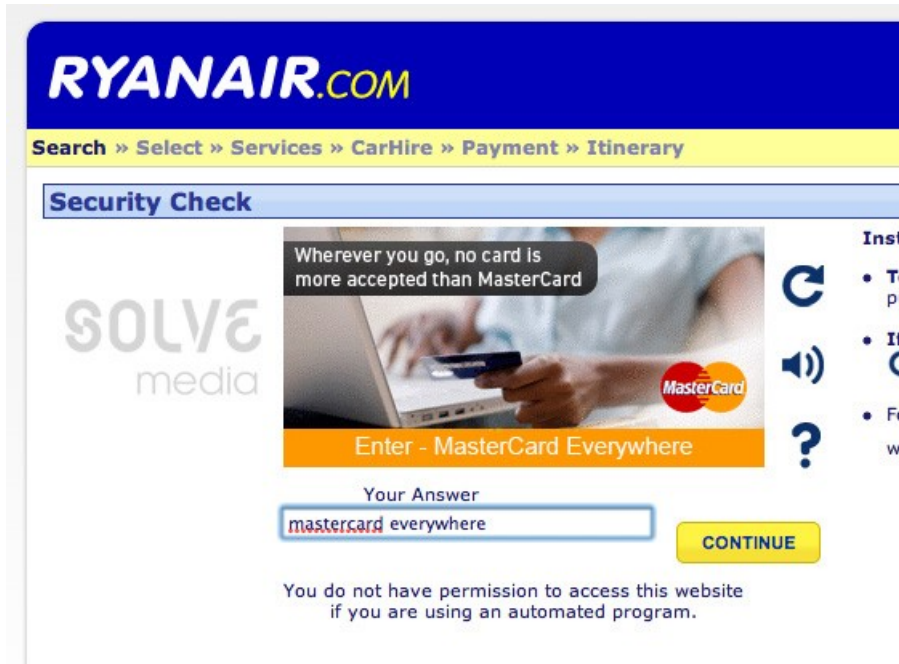 RYANAIR.COM
Search » Select » Services » CarHire » Payment » Itinerary
Security Check
SOLVE
media
Wherever you go, no card is
more accepted than MasterCard
MasterCard
Enter - MasterCard Everywhere
Your Answer
mastercard everywhere
CONTINUE
You do not have permission to access this website
if you are using an automated program.